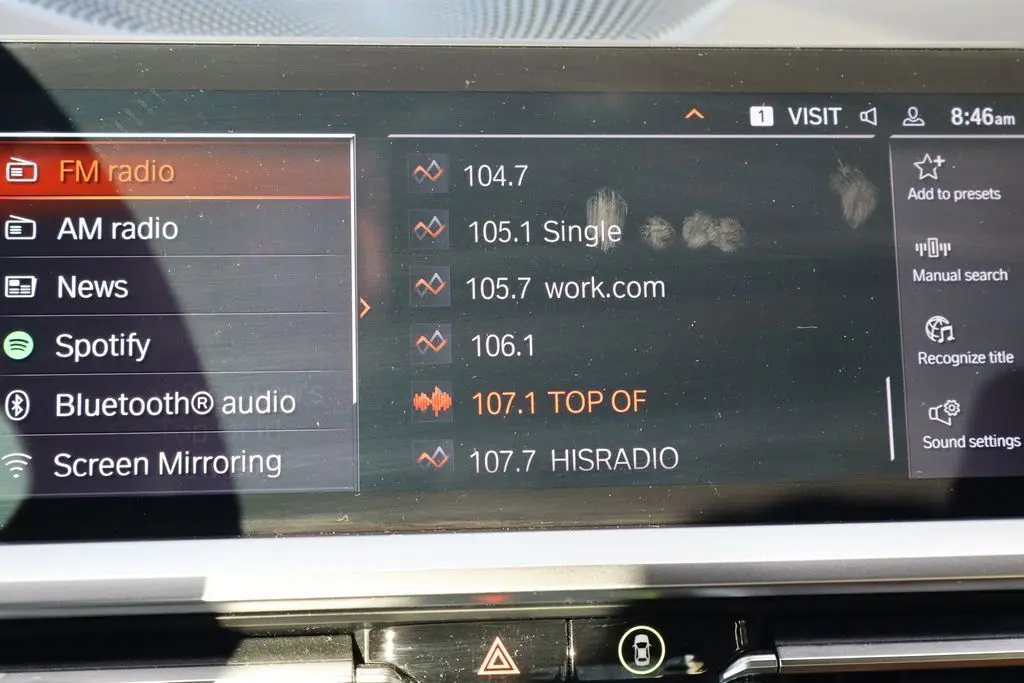 1 VISIT 8:46am
FM radio
AM radio
News
Spotify
Bluetooth® audio
Screen Mirroring
104.7
105.1 Single
105.7 work.com
106.1
107.1 TOP OF
107.7 HISRADIO
Add to presets
Manual search
Recognize title
Sound settings